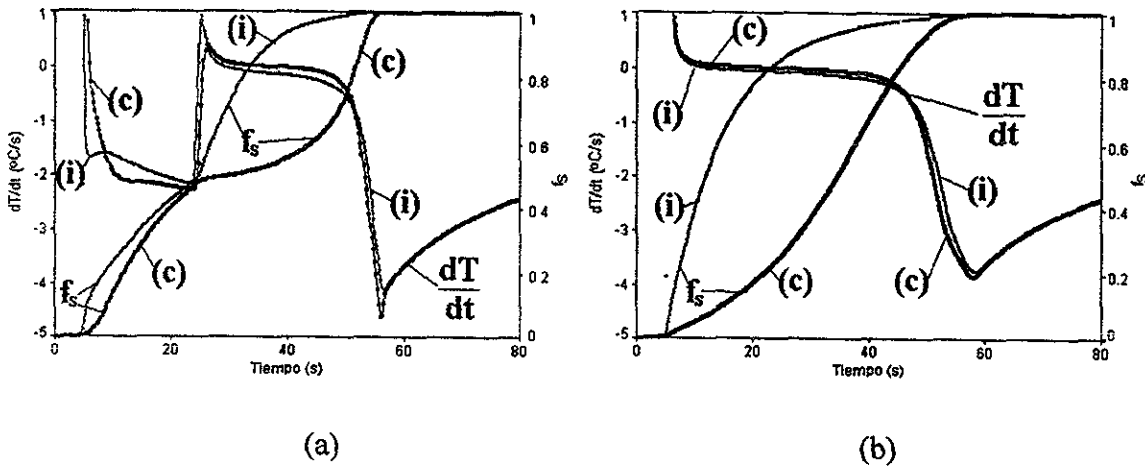 1
0
-1
-2
-3
-4
-5
dT/dt (ºC/s)
1
0.8
0.6
0.4
0.2
0
fs
0 20 40 60 80
Tiempo (s)
(i)
(c)
(i)
fs
(c)
(c)
fs
(i)
dT
dt
(a)
1
0
-1
-2
-3
-4
-5
dT/dt (ºC/s)
1
0.8
0.6
0.4
0.2
0
fs
0 20 40 60 80
Tiempo (s)
(c)
(i)
dT
dt
(i)
(i)
fs
(c)
(c)
(b)